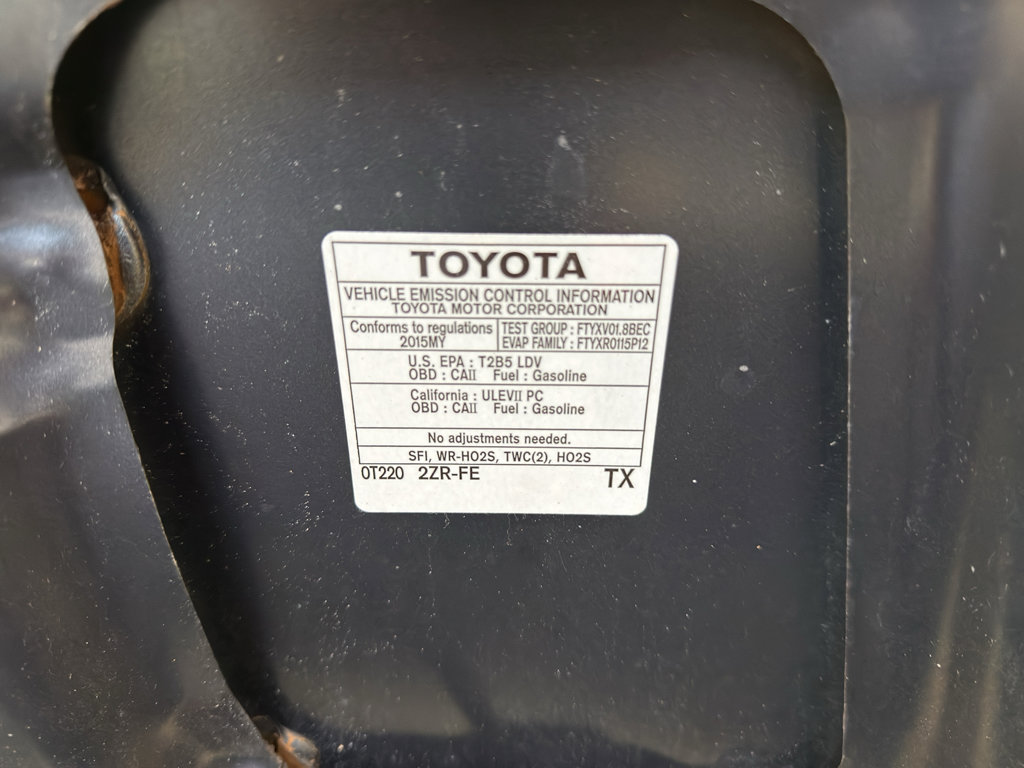 TOYOTA
VEHICLE EMISSION CONTROL INFORMATION
TOYOTA MOTOR CORPORATION
Conforms to regulations
2015MY
TEST GROUP : FTYXV01.8BEC
EVAP FAMILY : FTYXR0115P12
U.S. EPA : T2B5 LDV
OBD : CAII Fuel : Gasoline
California : ULEVII PC
OBD : CAII Fuel : Gasoline
No adjustments needed.
SFI, WR-HO2S, TWC(2), HO2S
0T220 2ZR-FE TX